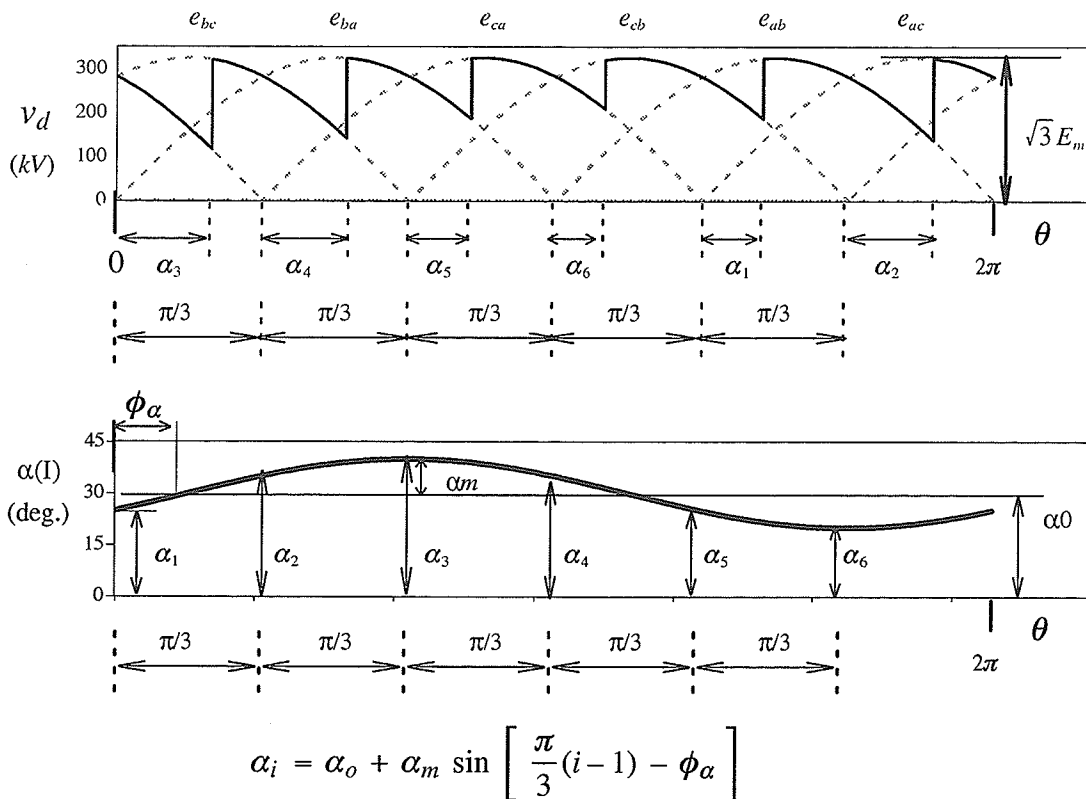 e_bc e_ba e_ca e_cb e_ab e_ac
300
200
100
0
v_d
(kV)
√3 E_m
θ
0 α_3 α_4 α_5 α_6 α_1 α_2 2π
π/3 π/3 π/3 π/3 π/3
ϕ_α
45
30
15
0
α(I)
(deg.)
αm
α0
α_1 α_2 α_3 α_4 α_5 α_6
θ
π/3 π/3 π/3 π/3 π/3
2π
α_i = α_o + α_m sin [ π/3 (i−1) − ϕ_α ]